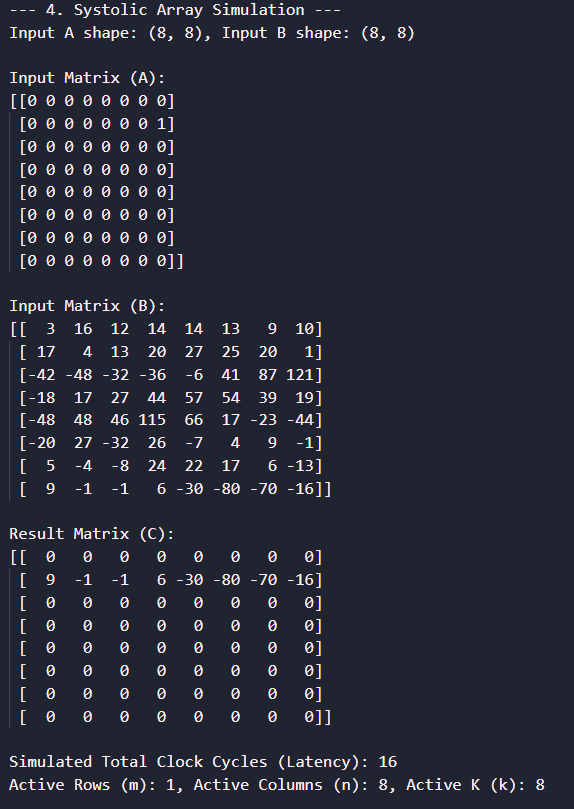 --- 4. Systolic Array Simulation ---
Input A shape: (8, 8), Input B shape: (8, 8)

Input Matrix (A):
[[0 0 0 0 0 0 0 0]
 [0 0 0 0 0 0 0 1]
 [0 0 0 0 0 0 0 0]
 [0 0 0 0 0 0 0 0]
 [0 0 0 0 0 0 0 0]
 [0 0 0 0 0 0 0 0]
 [0 0 0 0 0 0 0 0]
 [0 0 0 0 0 0 0 0]]

Input Matrix (B):
[[  3  16  12  14  14  13   9  10]
 [ 17   4  13  20  27  25  20   1]
 [-42 -48 -32 -36  -6  41  87 121]
 [-18  17  27  44  57  54  39  19]
 [-48  48  46 115  66  17 -23 -44]
 [-20  27 -32  26  -7   4   9  -1]
 [  5  -4  -8  24  22  17   6 -13]
 [  9  -1  -1   6 -30 -80 -70 -16]]

Result Matrix (C):
[[  0   0   0   0   0   0   0   0]
 [  9  -1  -1   6 -30 -80 -70 -16]
 [  0   0   0   0   0   0   0   0]
 [  0   0   0   0   0   0   0   0]
 [  0   0   0   0   0   0   0   0]
 [  0   0   0   0   0   0   0   0]
 [  0   0   0   0   0   0   0   0]
 [  0   0   0   0   0   0   0   0]]

Simulated Total Clock Cycles (Latency): 16
Active Rows (m): 1, Active Columns (n): 8, Active K (k): 8